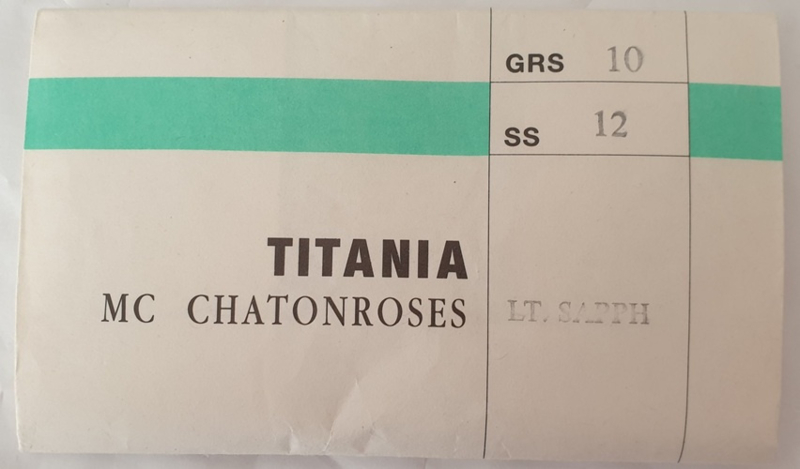 GRS 10
SS 12
TITANIA
MC CHATONROSES
LT. SAPPH